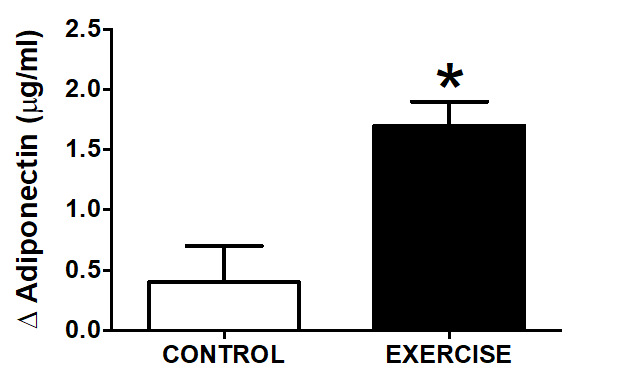 Δ Adiponectin (μg/ml)
2.5
2.0
1.5
1.0
0.5
0.0
*
CONTROL
EXERCISE